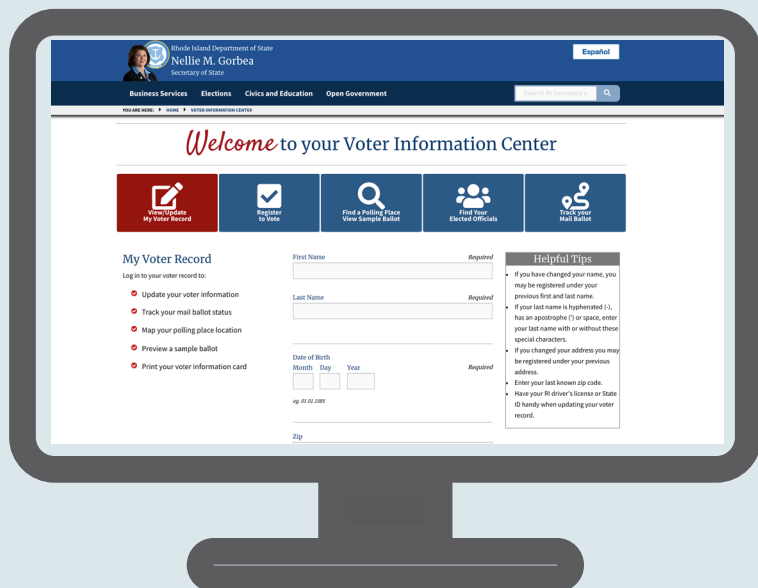 Rhode Island Department of State
Nellie M. Gorbea
Secretary of State
Español
Business Services Elections Civics and Education Open Government
Search RI Secretary o
YOU ARE HERE: HOME VOTER INFORMATION CENTER
Welcome to your Voter Information Center
View/Update
My Voter Record
Register
to Vote
Find a Polling Place
View Sample Ballot
Find Your
Elected Officials
Track your
Mail Ballot
My Voter Record
Log in to your voter record to:
Update your voter information
Track your mail ballot status
Map your polling place location
Preview a sample ballot
Print your voter information card
First Name Required
Last Name Required
Date of Birth
Month Day Year Required
eg. 01 01 1985
Zip
Helpful Tips
If you have changed your name, you
may be registered under your
previous first and last name.
If your last name is hyphenated (-),
has an apostrophe (') or space, enter
your last name with or without these
special characters.
If you changed your address you may
be registered under your previous
address.
Enter your last known zip code.
Have your RI driver's license or State
ID handy when updating your voter
record.